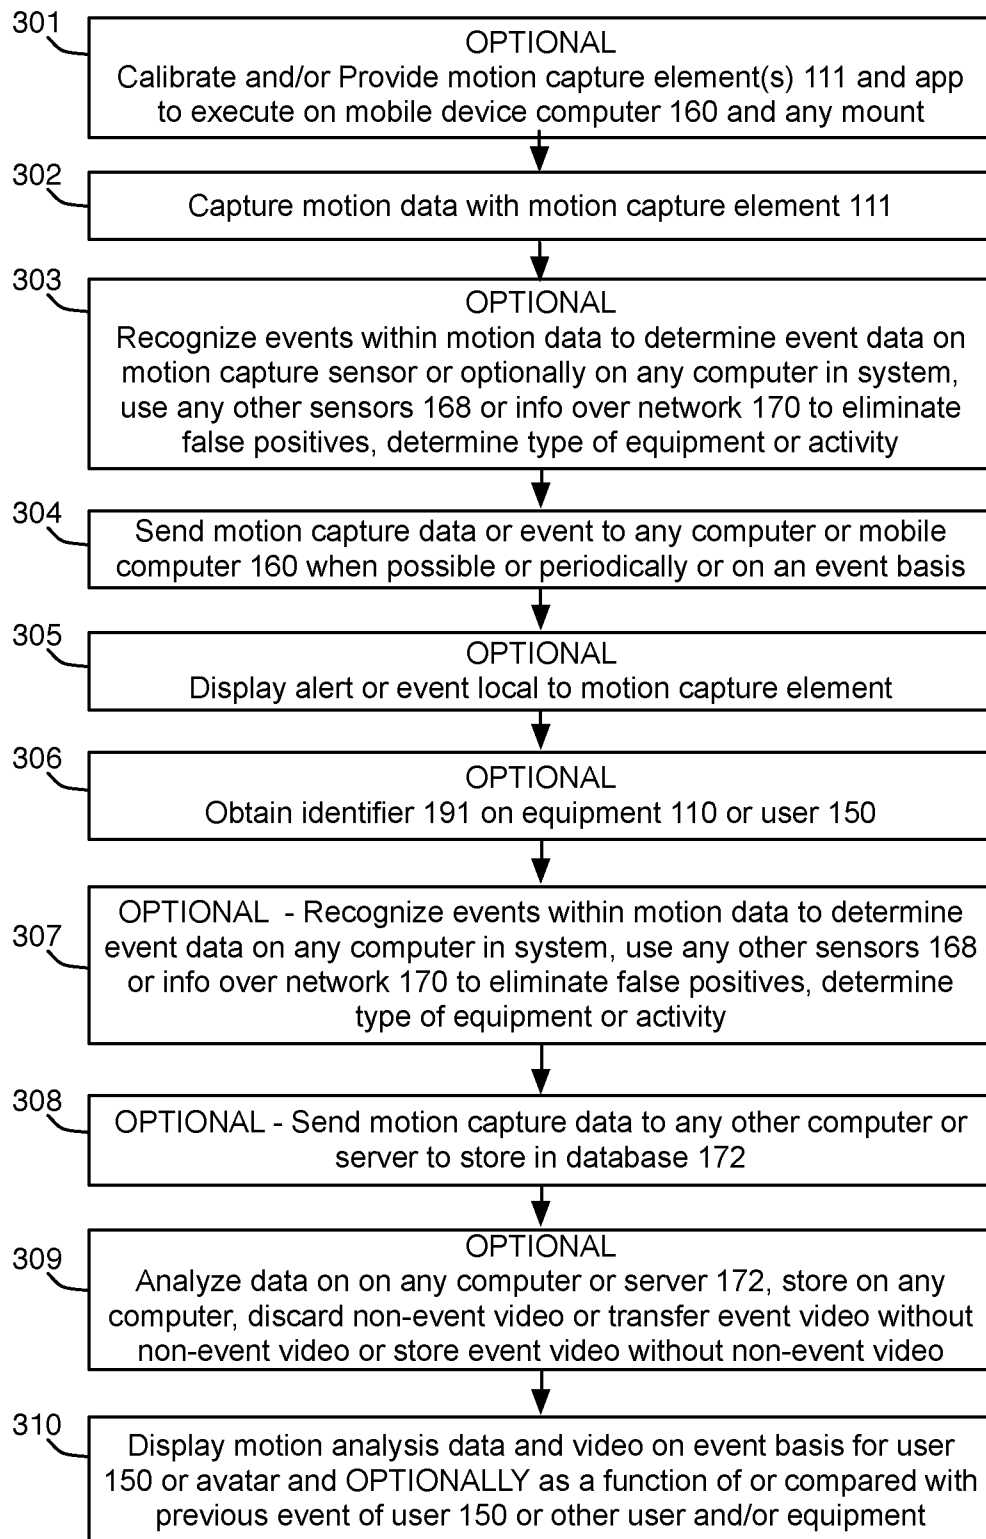 301
OPTIONAL
Calibrate and/or Provide motion capture element(s) 111 and app
to execute on mobile device computer 160 and any mount
302
Capture motion data with motion capture element 111
303
OPTIONAL
Recognize events within motion data to determine event data on
motion capture sensor or optionally on any computer in system,
use any other sensors 168 or info over network 170 to eliminate
false positives, determine type of equipment or activity
304
Send motion capture data or event to any computer or mobile
computer 160 when possible or periodically or on an event basis
305
OPTIONAL
Display alert or event local to motion capture element
306
OPTIONAL
Obtain identifier 191 on equipment 110 or user 150
307
OPTIONAL - Recognize events within motion data to determine
event data on any computer in system, use any other sensors 168
or info over network 170 to eliminate false positives, determine
type of equipment or activity
308
OPTIONAL - Send motion capture data to any other computer or
server to store in database 172
309
OPTIONAL
Analyze data on on any computer or server 172, store on any
computer, discard non-event video or transfer event video without
non-event video or store event video without non-event video
310
Display motion analysis data and video on event basis for user
150 or avatar and OPTIONALLY as a function of or compared with
previous event of user 150 or other user and/or equipment